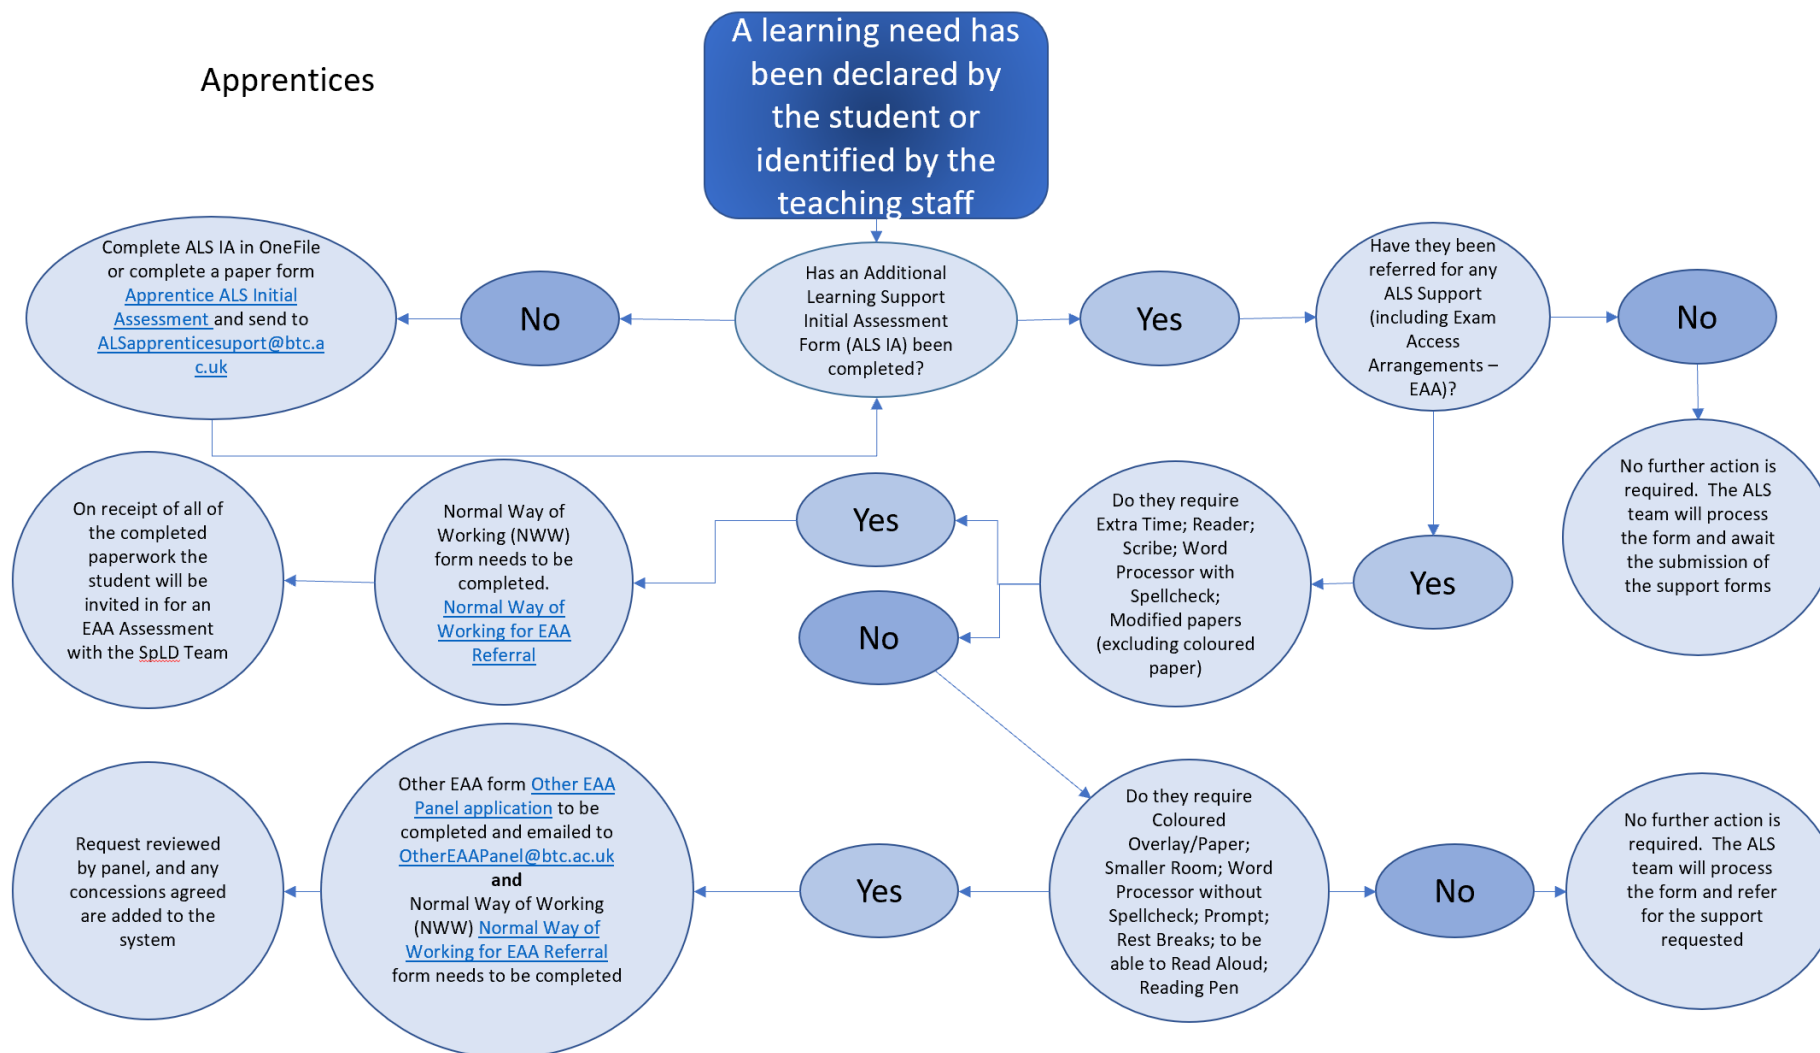 Apprentices
A learning need has
been declared by
the student or
identified by the
teaching staff
Complete ALS IA in OneFile
or complete a paper form
Apprentice ALS Initial
Assessment and send to
ALSapprenticesuport@btc.a
c.uk
No
Has an Additional
Learning Support
Initial Assessment
Form (ALS IA) been
completed?
Yes
Have they been
referred for any
ALS Support
(including Exam
Access
Arrangements –
EAA)?
No
On receipt of all of
the completed
paperwork the
student will be
invited in for an
EAA Assessment
with the SpLD Team
Normal Way of
Working (NWW)
form needs to be
completed.
Normal Way of
Working for EAA
Referral
Yes
No
Do they require
Extra Time; Reader;
Scribe; Word
Processor with
Spellcheck;
Modified papers
(excluding coloured
paper)
Yes
No further action is
required. The ALS
team will process
the form and await
the submission of
the support forms
Request reviewed
by panel, and any
concessions agreed
are added to the
system
Other EAA form Other EAA
Panel application to be
completed and emailed to
OtherEAAPanel@btc.ac.uk
and
Normal Way of Working
(NWW) Normal Way of
Working for EAA Referral
form needs to be completed
Yes
Do they require
Coloured
Overlay/Paper;
Smaller Room; Word
Processor without
Spellcheck; Prompt;
Rest Breaks; to be
able to Read Aloud;
Reading Pen
No
No further action is
required. The ALS
team will process
the form and refer
for the support
requested